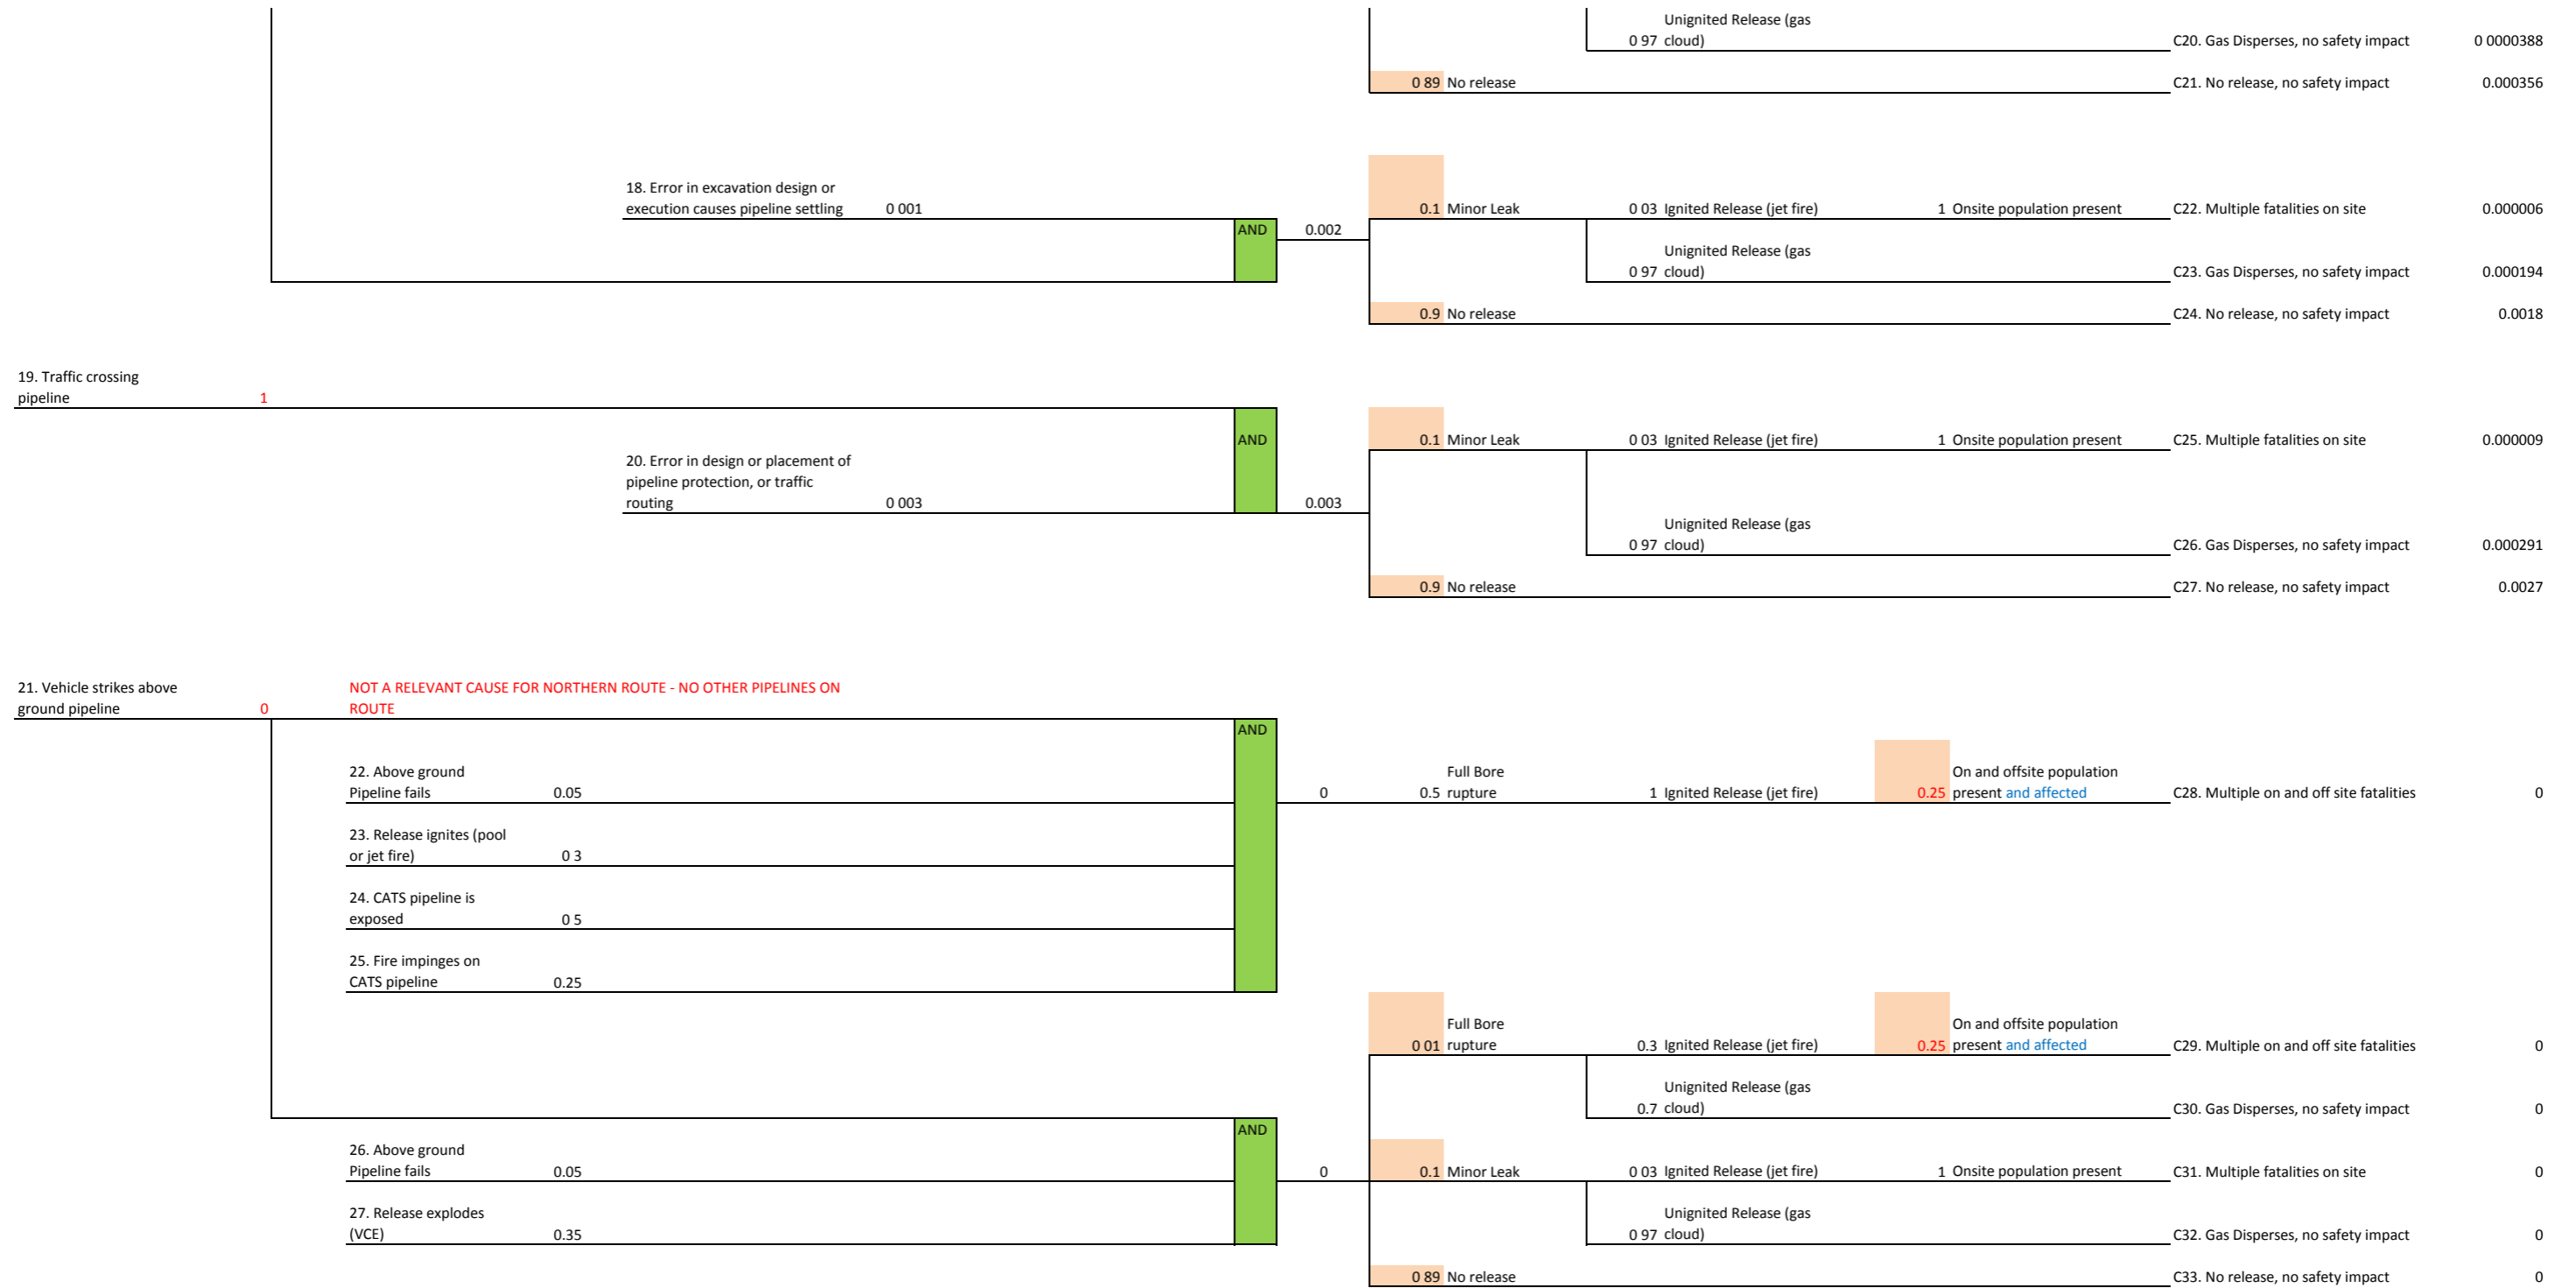 Unignited Release (gas
0 97 cloud) C20. Gas Disperses, no safety impact 0 0000388
0 89 No release C21. No release, no safety impact 0.000356
18. Error in excavation design or
execution causes pipeline settling 0 001 0.1 Minor Leak 0 03 Ignited Release (jet fire) 1 Onsite population present C22. Multiple fatalities on site 0.000006
AND 0.002
Unignited Release (gas
0 97 cloud) C23. Gas Disperses, no safety impact 0.000194
0.9 No release C24. No release, no safety impact 0.0018
19. Traffic crossing
pipeline 1
AND 0.1 Minor Leak 0 03 Ignited Release (jet fire) 1 Onsite population present C25. Multiple fatalities on site 0.000009
20. Error in design or placement of
pipeline protection, or traffic
routing 0 003 0.003
Unignited Release (gas
0 97 cloud) C26. Gas Disperses, no safety impact 0.000291
0.9 No release C27. No release, no safety impact 0.0027
21. Vehicle strikes above NOT A RELEVANT CAUSE FOR NORTHERN ROUTE - NO OTHER PIPELINES ON
ground pipeline 0 ROUTE
AND
22. Above ground Full Bore On and offsite population
Pipeline fails 0.05 0 0.5 rupture 1 Ignited Release (jet fire) 0.25 present and affected C28. Multiple on and off site fatalities 0
23. Release ignites (pool
or jet fire) 0 3
24. CATS pipeline is
exposed 0 5
25. Fire impinges on
CATS pipeline 0.25
Full Bore On and offsite population
0 01 rupture 0.3 Ignited Release (jet fire) 0.25 present and affected C29. Multiple on and off site fatalities 0
Unignited Release (gas
0.7 cloud) C30. Gas Disperses, no safety impact 0
AND
26. Above ground
Pipeline fails 0.05 0 0.1 Minor Leak 0 03 Ignited Release (jet fire) 1 Onsite population present C31. Multiple fatalities on site 0
27. Release explodes Unignited Release (gas
(VCE) 0.35 0 97 cloud) C32. Gas Disperses, no safety impact 0
0 89 No release C33. No release, no safety impact 0